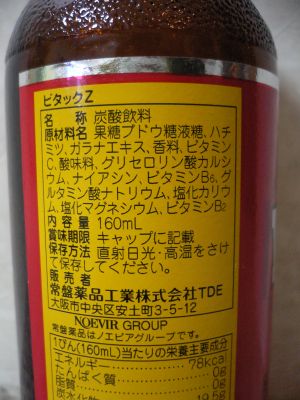 ビタックZ
名　称　炭酸飲料
原材料名　果糖ブドウ糖液糖、ハチ
ミツ、ガラナエキス、香料、ビタミン
C、酸味料、グリセロリン酸カルシ
ウム、ナイアシン、ビタミンB₆、グ
ルタミン酸ナトリウム、塩化カリウ
ム、塩化マグネシウム、ビタミンB₂
内 容 量　160mL
賞味期限　キャップに記載
保存方法　直射日光・高温をさけ
て保存してください。
販 売 者
常盤薬品工業株式会社TDE
大阪市中央区安土町3-5-12
NOEVIR GROUP
常盤薬品はノエビアグループです。
1びん(160mL)当たりの栄養主要成分
エネルギー　78kcal
たんぱく質　0g
脂質　0g
炭水化物　19.5g